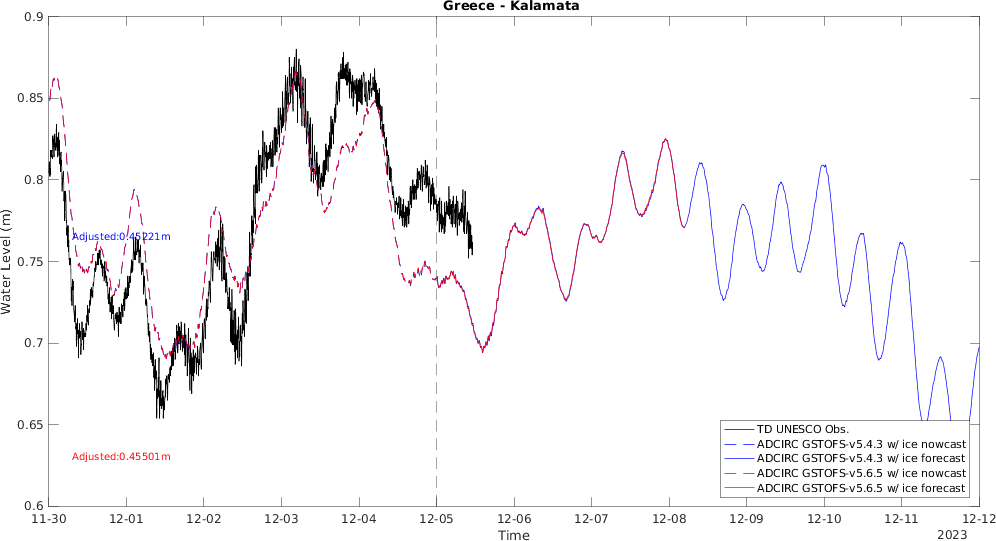 Greece - Kalamata
0.9
0.85
0.8
0.75
0.7
0.65
0.6
Water Level (m)
Adjusted:0.45221m
Adjusted:0.45501m
TD UNESCO Obs.
ADCIRC GSTOFS-v5.4.3 w/ ice nowcast
ADCIRC GSTOFS-v5.4.3 w/ ice forecast
ADCIRC GSTOFS-v5.6.5 w/ ice nowcast
ADCIRC GSTOFS-v5.6.5 w/ ice forecast
11-30 12-01 12-02 12-03 12-04 12-05 12-06 12-07 12-08 12-09 12-10 12-11 12-12
Time
2023